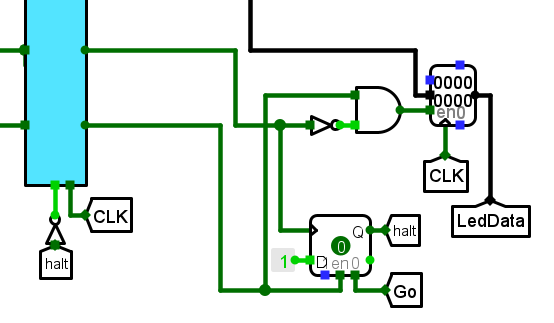 0000
0000
en0
CLK
LedData
CLK
halt
Q
halt
0
1
D
en0
Go